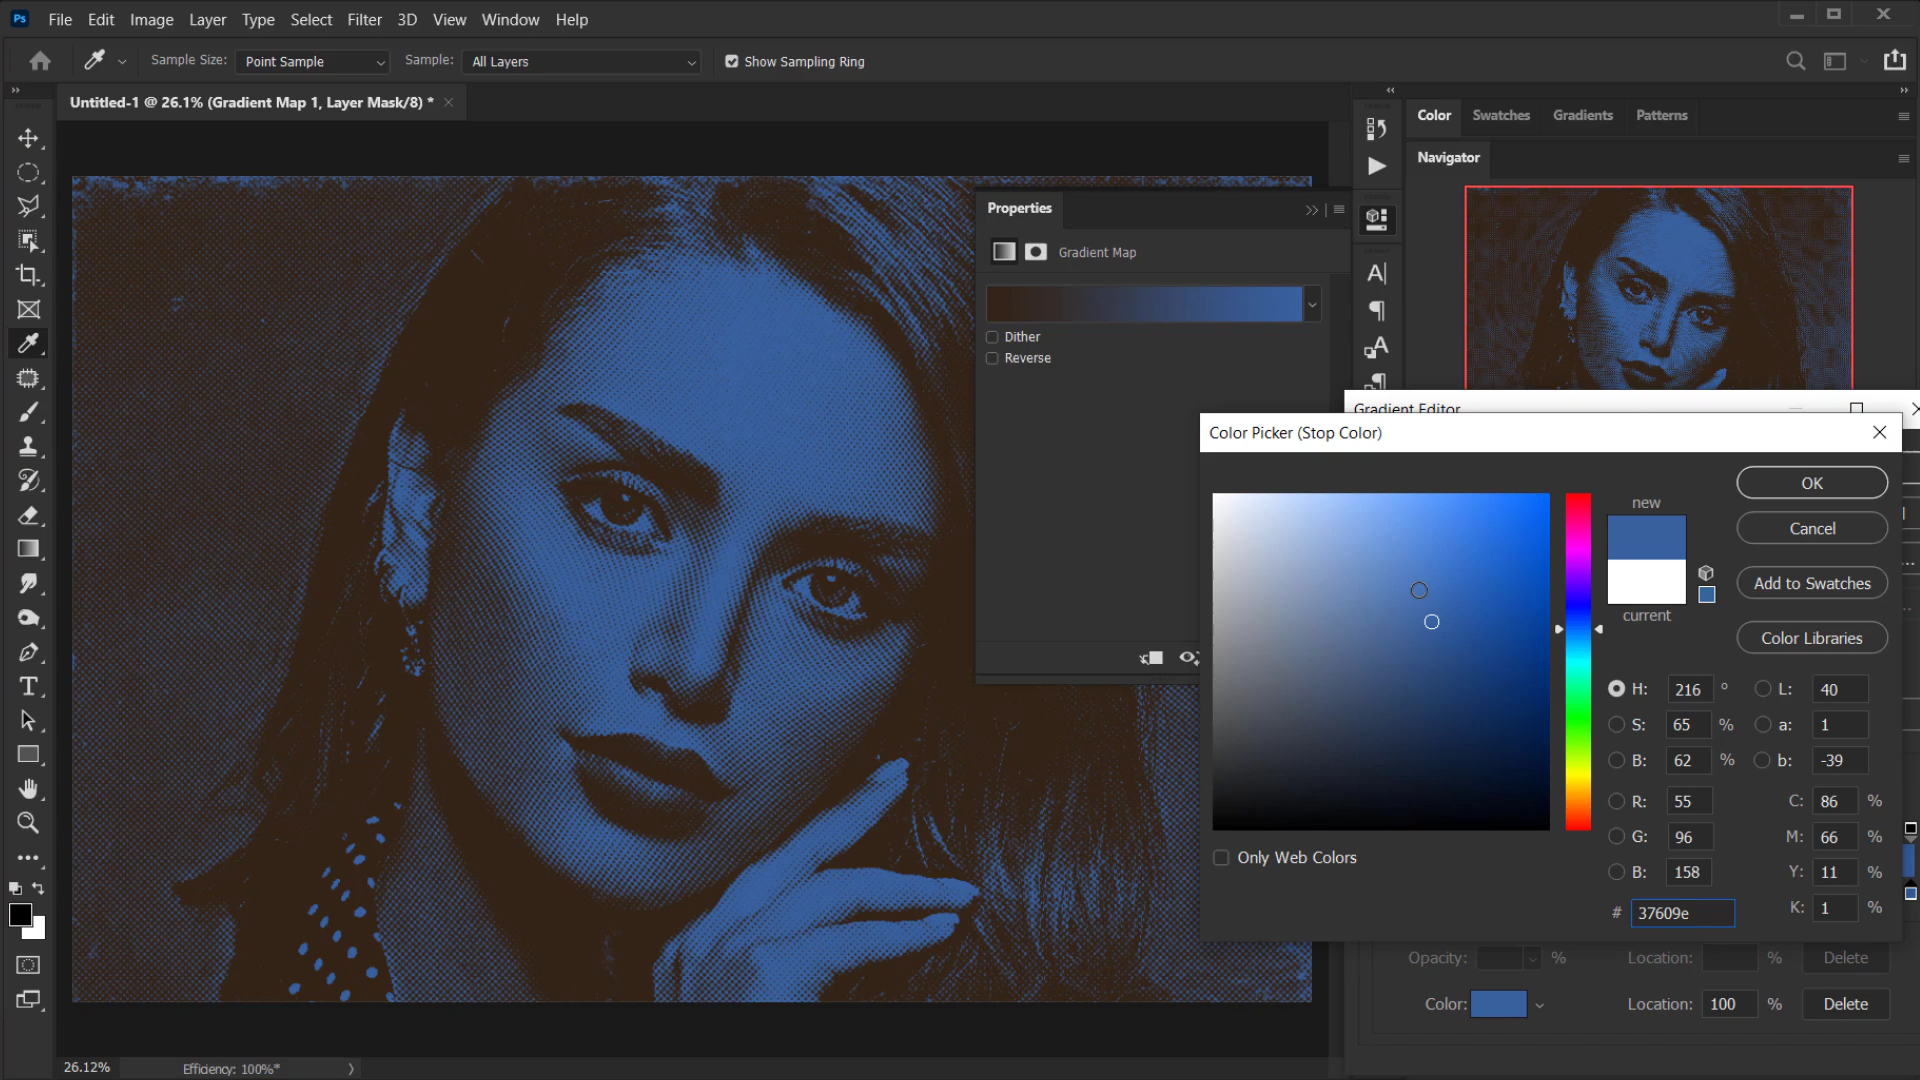 Ps File Edit Image Layer Type Select Filter 3D View Window Help
Sample Size: Point Sample Sample: All Layers Show Sampling Ring
Untitled-1 @ 26.1% (Gradient Map 1, Layer Mask/8) *
Color Swatches Gradients Patterns
Navigator
Properties
Gradient Map
Dither
Reverse
Gradient Editor
Color Picker (Stop Color)
new
current
OK
Cancel
Add to Swatches
Color Libraries
H: 216 °
S: 65 %
B: 62 %
R: 55
G: 96
B: 158
# 37609e
L: 40
a: 1
b: -39
C: 86 %
M: 66 %
Y: 11 %
K: 1 %
Only Web Colors
Opacity: % Location: % Delete
Color: Location: 100 % Delete
26.12% Efficiency: 100%*